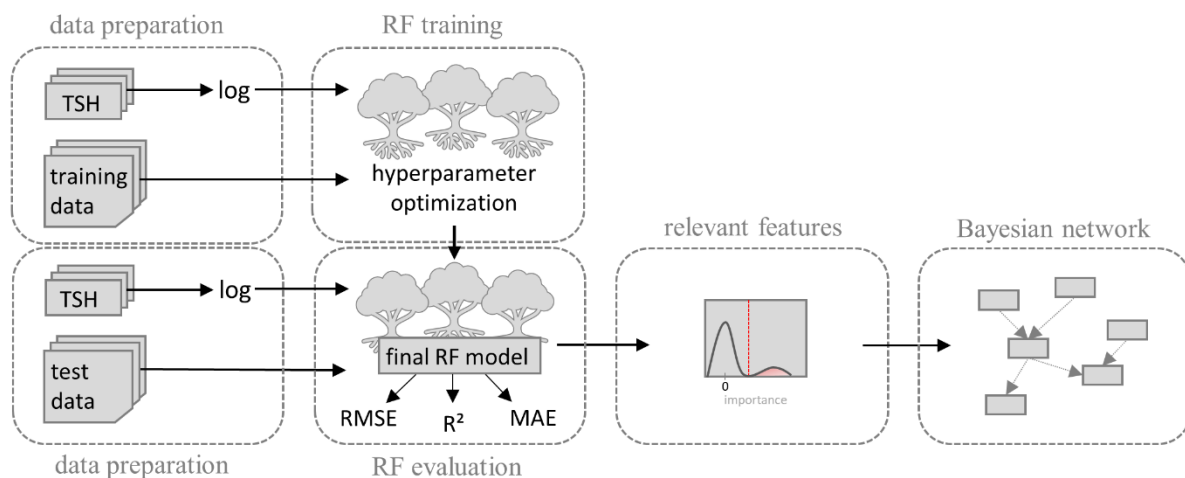 data preparation
RF training
TSH
log
training
data
hyperparameter
optimization
relevant features
Bayesian network
TSH
log
test
data
final RF model
RMSE
R²
MAE
0
importance
data preparation
RF evaluation